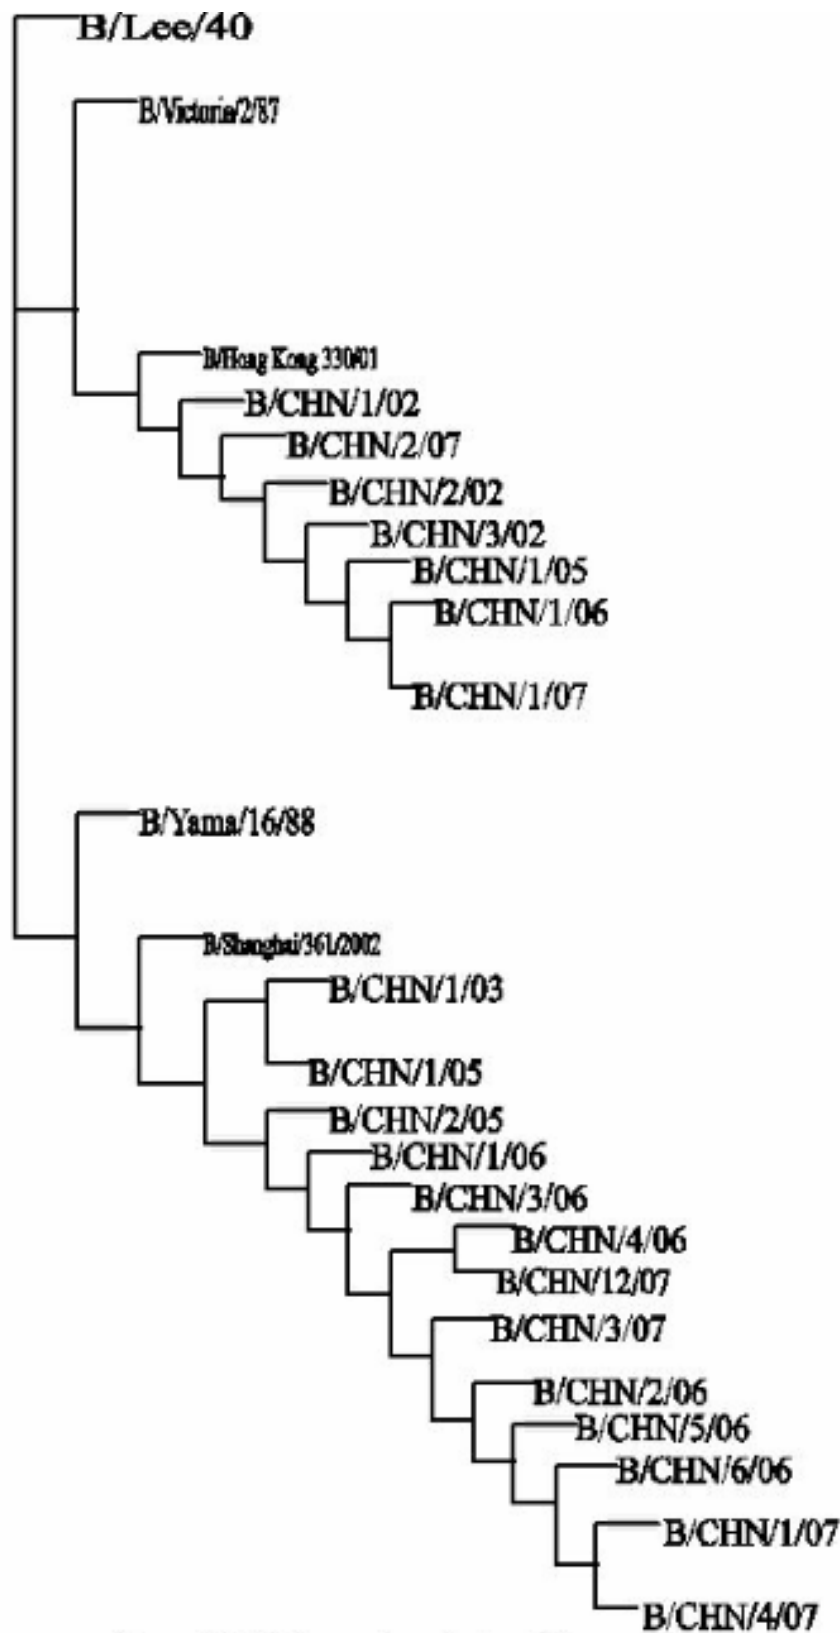 B/Lee/40
B/Victoria/2/87
B/Hong Kong 330/01
B/CHN/1/02
B/CHN/2/07
B/CHN/2/02
B/CHN/3/02
B/CHN/1/05
B/CHN/1/06
B/CHN/1/07
B/Yama/16/88
B/Shanghai/361/2002
B/CHN/1/03
B/CHN/1/05
B/CHN/2/05
B/CHN/1/06
B/CHN/3/06
B/CHN/4/06
B/CHN/12/07
B/CHN/3/07
B/CHN/2/06
B/CHN/5/06
B/CHN/6/06
B/CHN/1/07
B/CHN/4/07